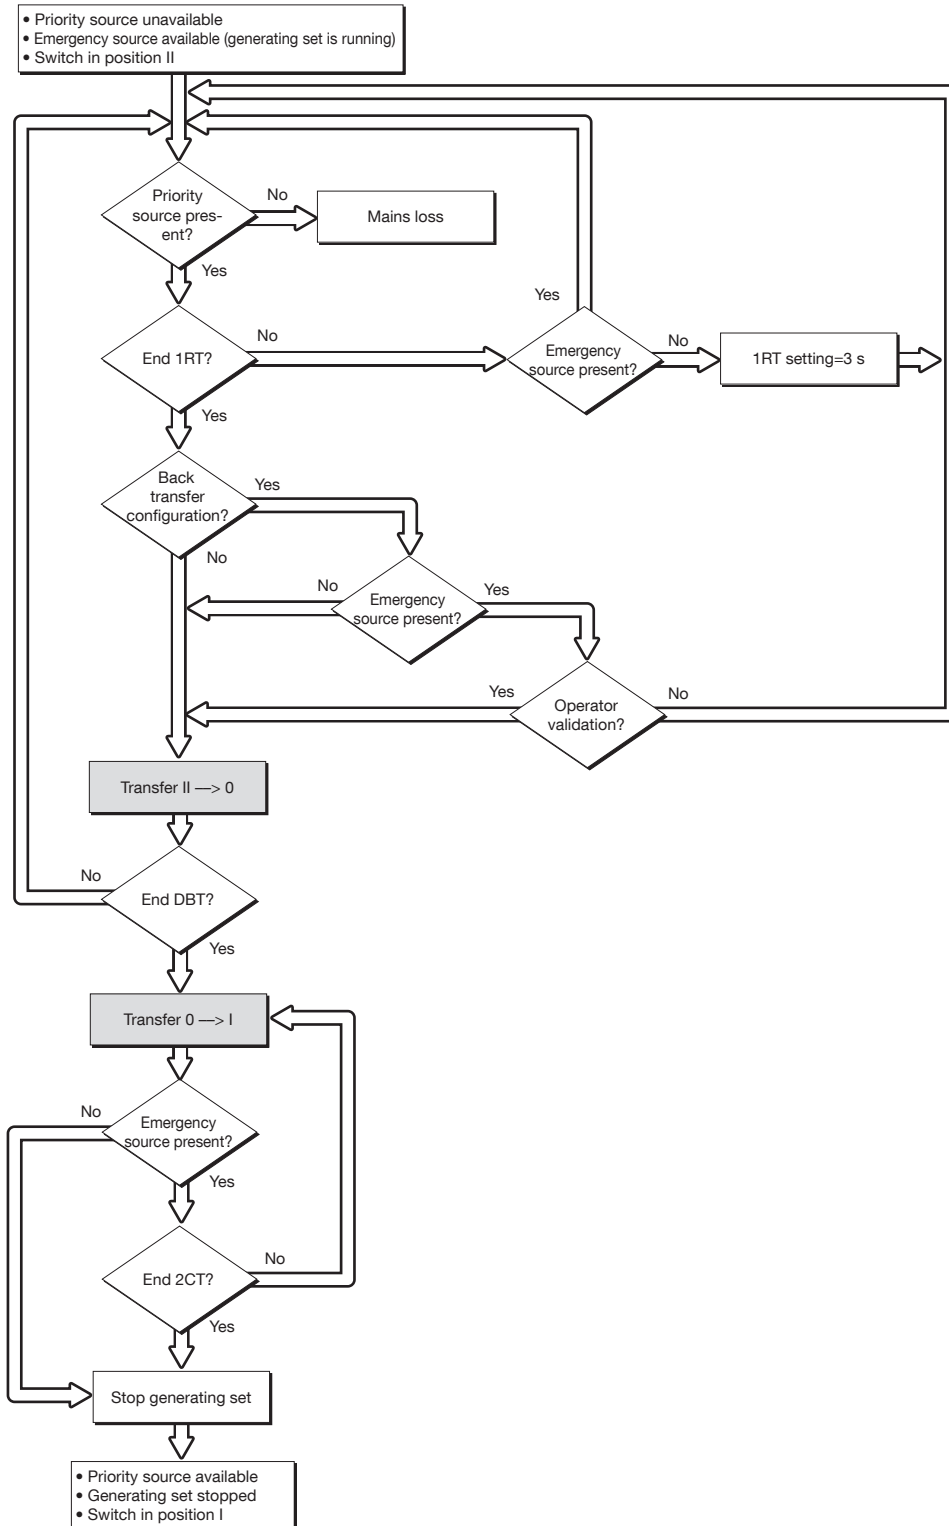 • Priority source unavailable
• Emergency source available (generating set is running)
• Switch in position II
Priority
source pres-
ent?
No
Mains loss
Yes
Yes
End 1RT?
No
Emergency
source present?
No
1RT setting=3 s
Yes
Back
transfer
configuration?
Yes
No
No
Emergency
source present?
Yes
Yes
Operator
validation?
No
Transfer II —> 0
No
End DBT?
Yes
Transfer 0 —> I
No
Emergency
source present?
Yes
End 2CT?
No
Yes
Stop generating set
• Priority source available
• Generating set stopped
• Switch in position I